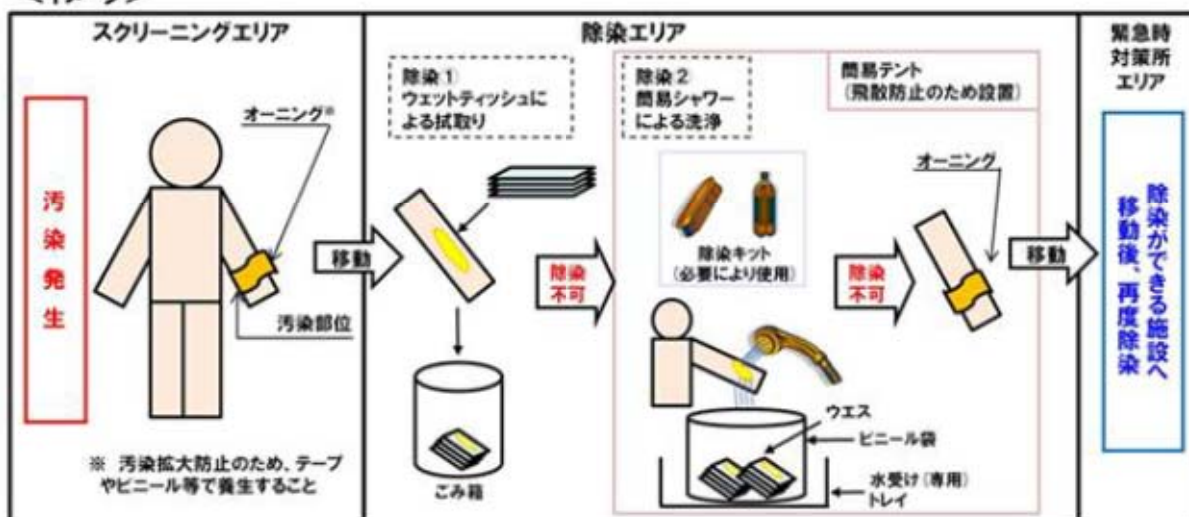 スクリーニングエリア
汚染発生
オーニング※
汚染部位
※ 汚染拡大防止のため、テープ
やビニール等で養生すること
移動
除染エリア
除染①
ウェットティッシュに
よる拭取り
ごみ箱
除染
不可
除染２
簡易シャワー
による洗浄
簡易テント
(飛散防止のため設置)
除染キット
(必要により使用)
ウエス
ビニール袋
水受け(専用)
トレイ
除染
不可
オーニング
移動
緊急時
対策所
エリア
除染ができる施設へ
移動後、再度除染